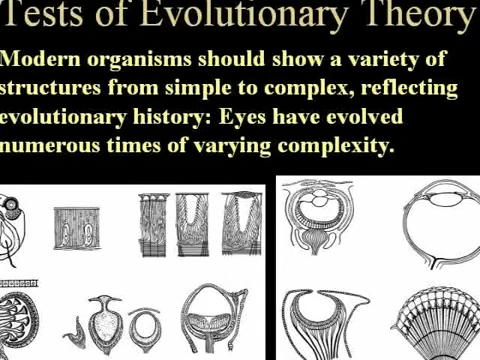 Tests of Evolutionary Theory
Modern organisms should show a variety of
structures from simple to complex, reflecting
evolutionary history: Eyes have evolved
numerous times of varying complexity.